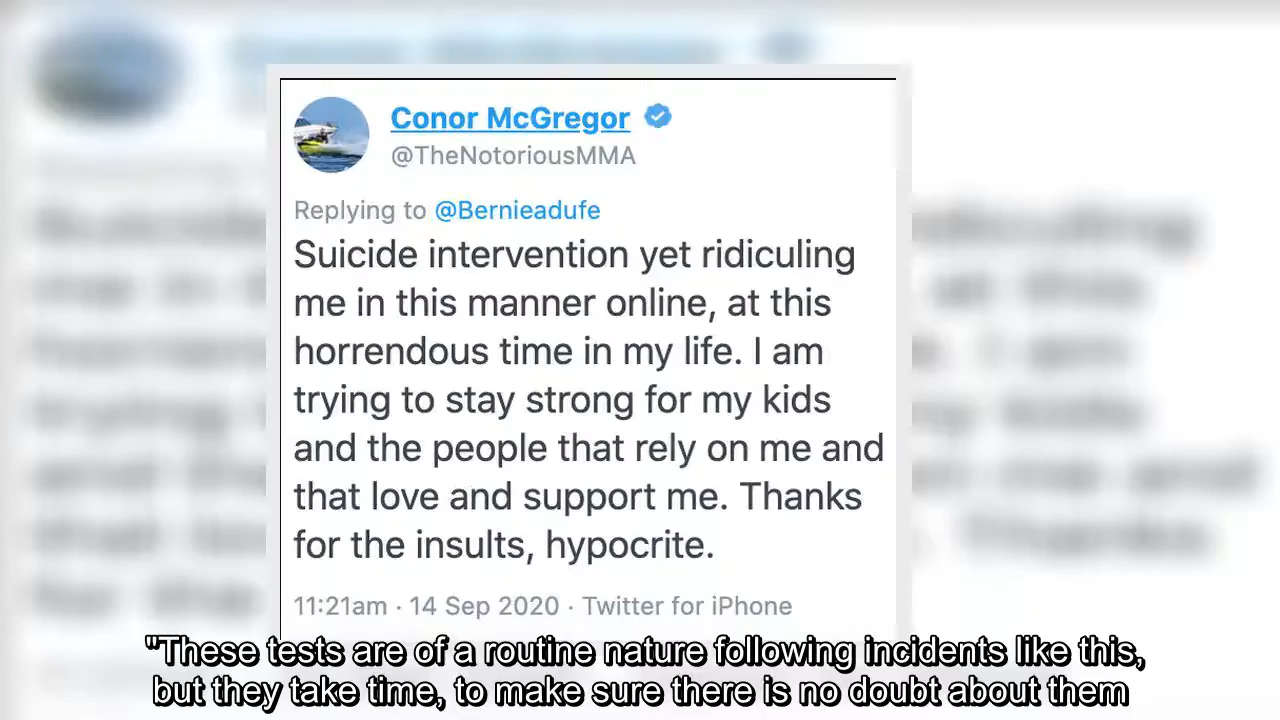 Conor McGregor
@TheNotoriousMMA
Replying to @Bernieadufe
Suicide intervention yet ridiculing
me in this manner online, at this
horrendous time in my life. I am
trying to stay strong for my kids
and the people that rely on me and
that love and support me. Thanks
for the insults, hypocrite.
11:21am · 14 Sep 2020 · Twitter for iPhone
"These tests are of a routine nature following incidents like this,
but they take time, to make sure there is no doubt about them